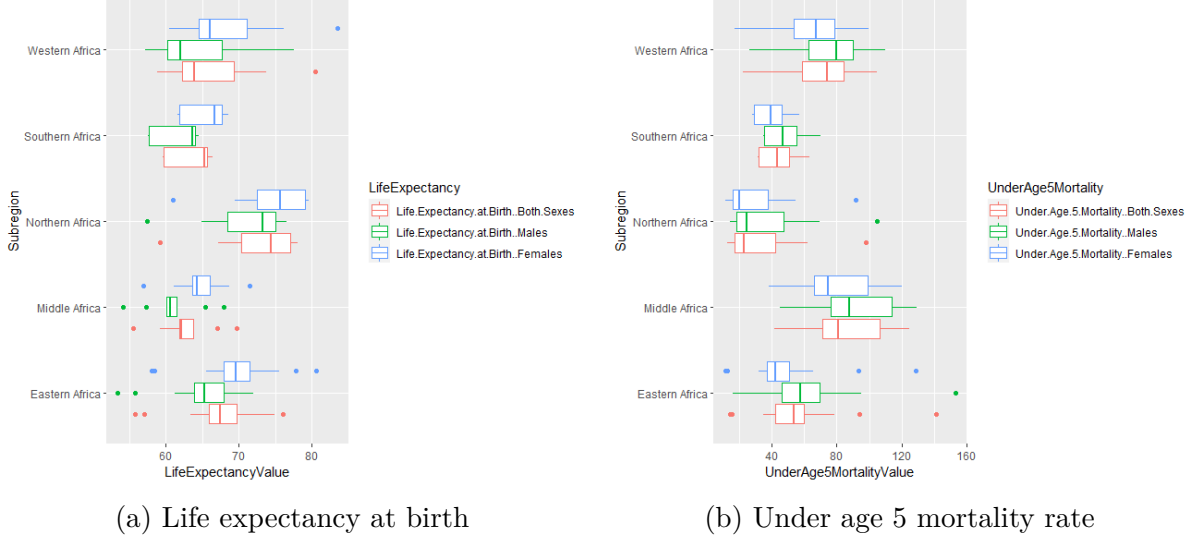 Western Africa
Southern Africa
Northern Africa
Middle Africa
Eastern Africa
Subregion
60 70 80
LifeExpectancyValue
LifeExpectancy
Life.Expectancy.at.Birth..Both.Sexes
Life.Expectancy.at.Birth..Males
Life.Expectancy.at.Birth..Females
(a) Life expectancy at birth
Western Africa
Southern Africa
Northern Africa
Middle Africa
Eastern Africa
Subregion
40 80 120 160
UnderAge5MortalityValue
UnderAge5Mortality
Under.Age.5.Mortality..Both.Sexes
Under.Age.5.Mortality..Males
Under.Age.5.Mortality..Females
(b) Under age 5 mortality rate